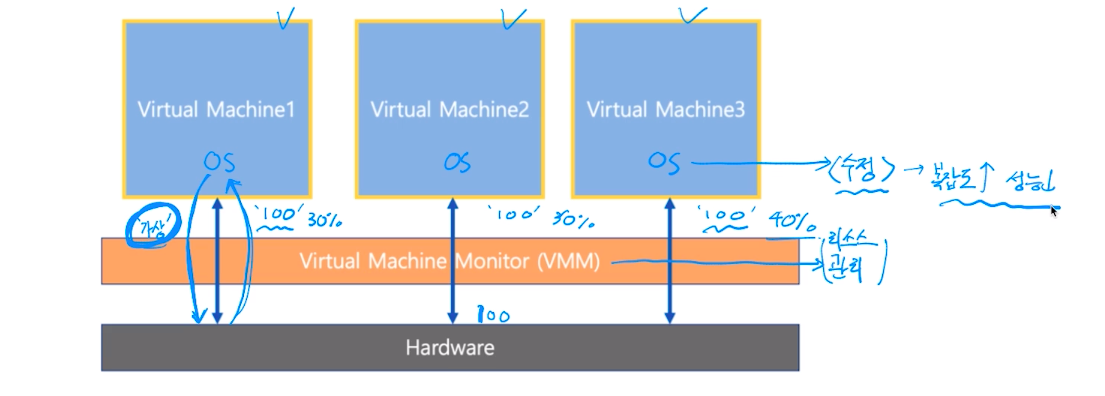 Virtual Machine1
Virtual Machine2
Virtual Machine3
OS
OS
OS
<수정> → 복잡도↑ 성능
'가상'
'100' 30%
'100' 30%
'100' 40%
Virtual Machine Monitor (VMM)
(리소스
관리)
100
Hardware